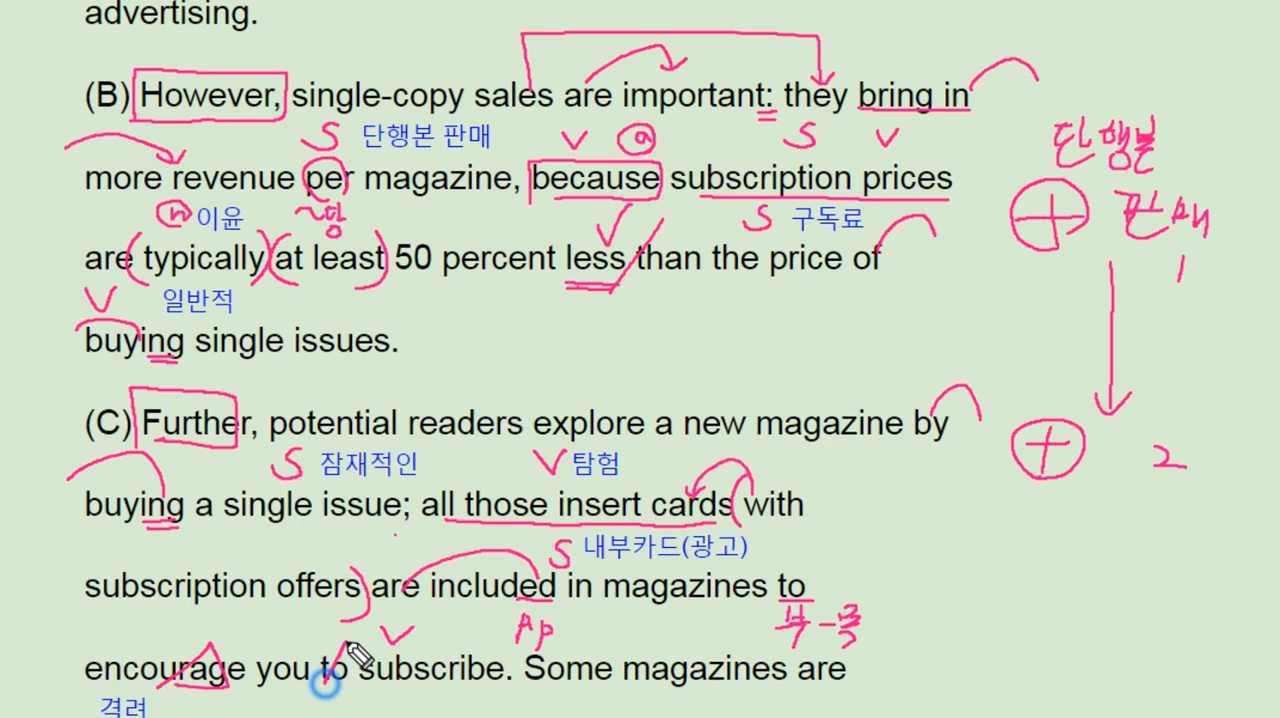 advertising.
(B) However, single-copy sales are important: they bring in
S 단행본 판매 V ⓐ S V
단행본
more revenue per magazine, because subscription prices
판매
ⓝ 이윤 ~당 S 구독료
are (typically) (at least) 50 percent less than the price of
1
V 일반적
buying single issues.
(C) Further, potential readers explore a new magazine by
S 잠재적인 V 탐험
2
buying a single issue; all those insert cards (with
S 내부카드(광고)
subscription offers) are included in magazines to
V Ap 부-목
encourage you to subscribe. Some magazines are
격려